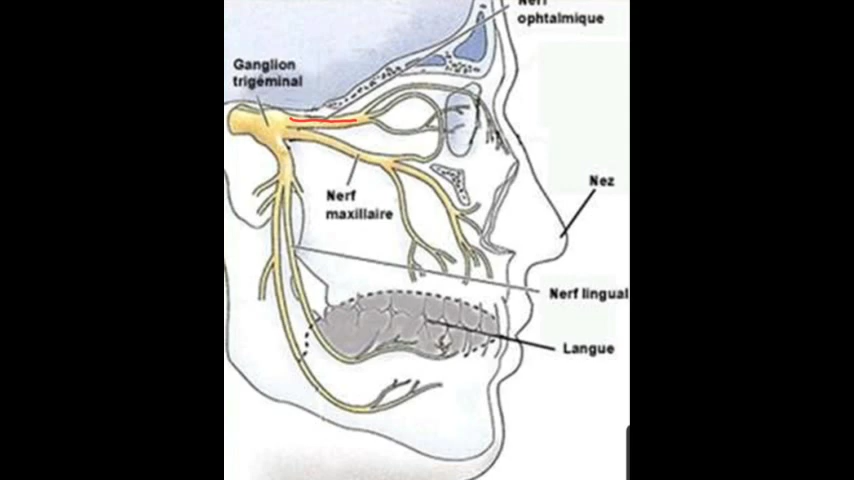 Nerf
ophtalmique
Ganglion
trigéminal
Nez
Nerf
maxillaire
Nerf lingual
Langue